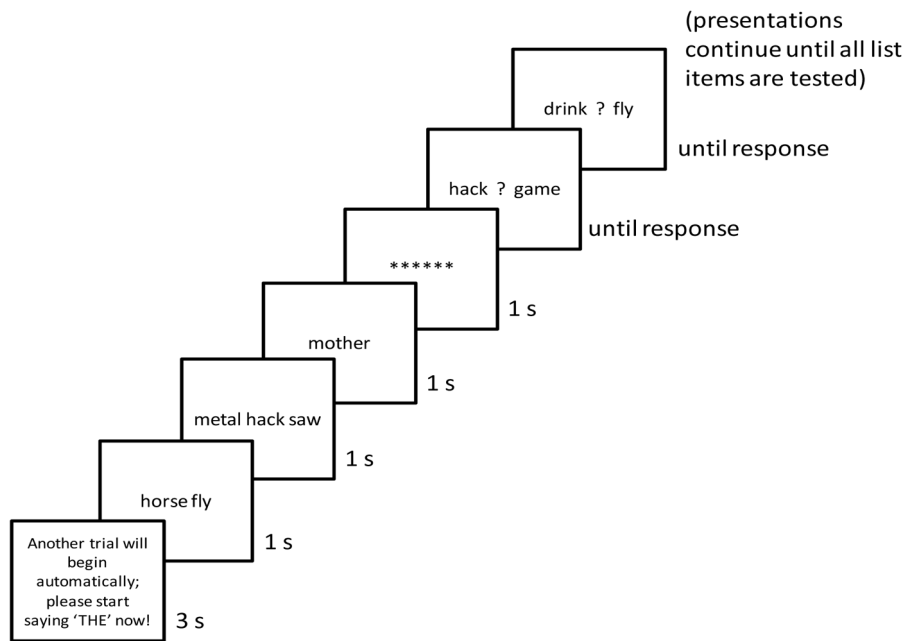 (presentations
continue until all list
items are tested)
drink ? fly
until response
hack ? game
until response
******
1 s
mother
1 s
metal hack saw
1 s
horse fly
1 s
Another trial will
begin
automatically;
please start
saying ‘THE’ now!
3 s